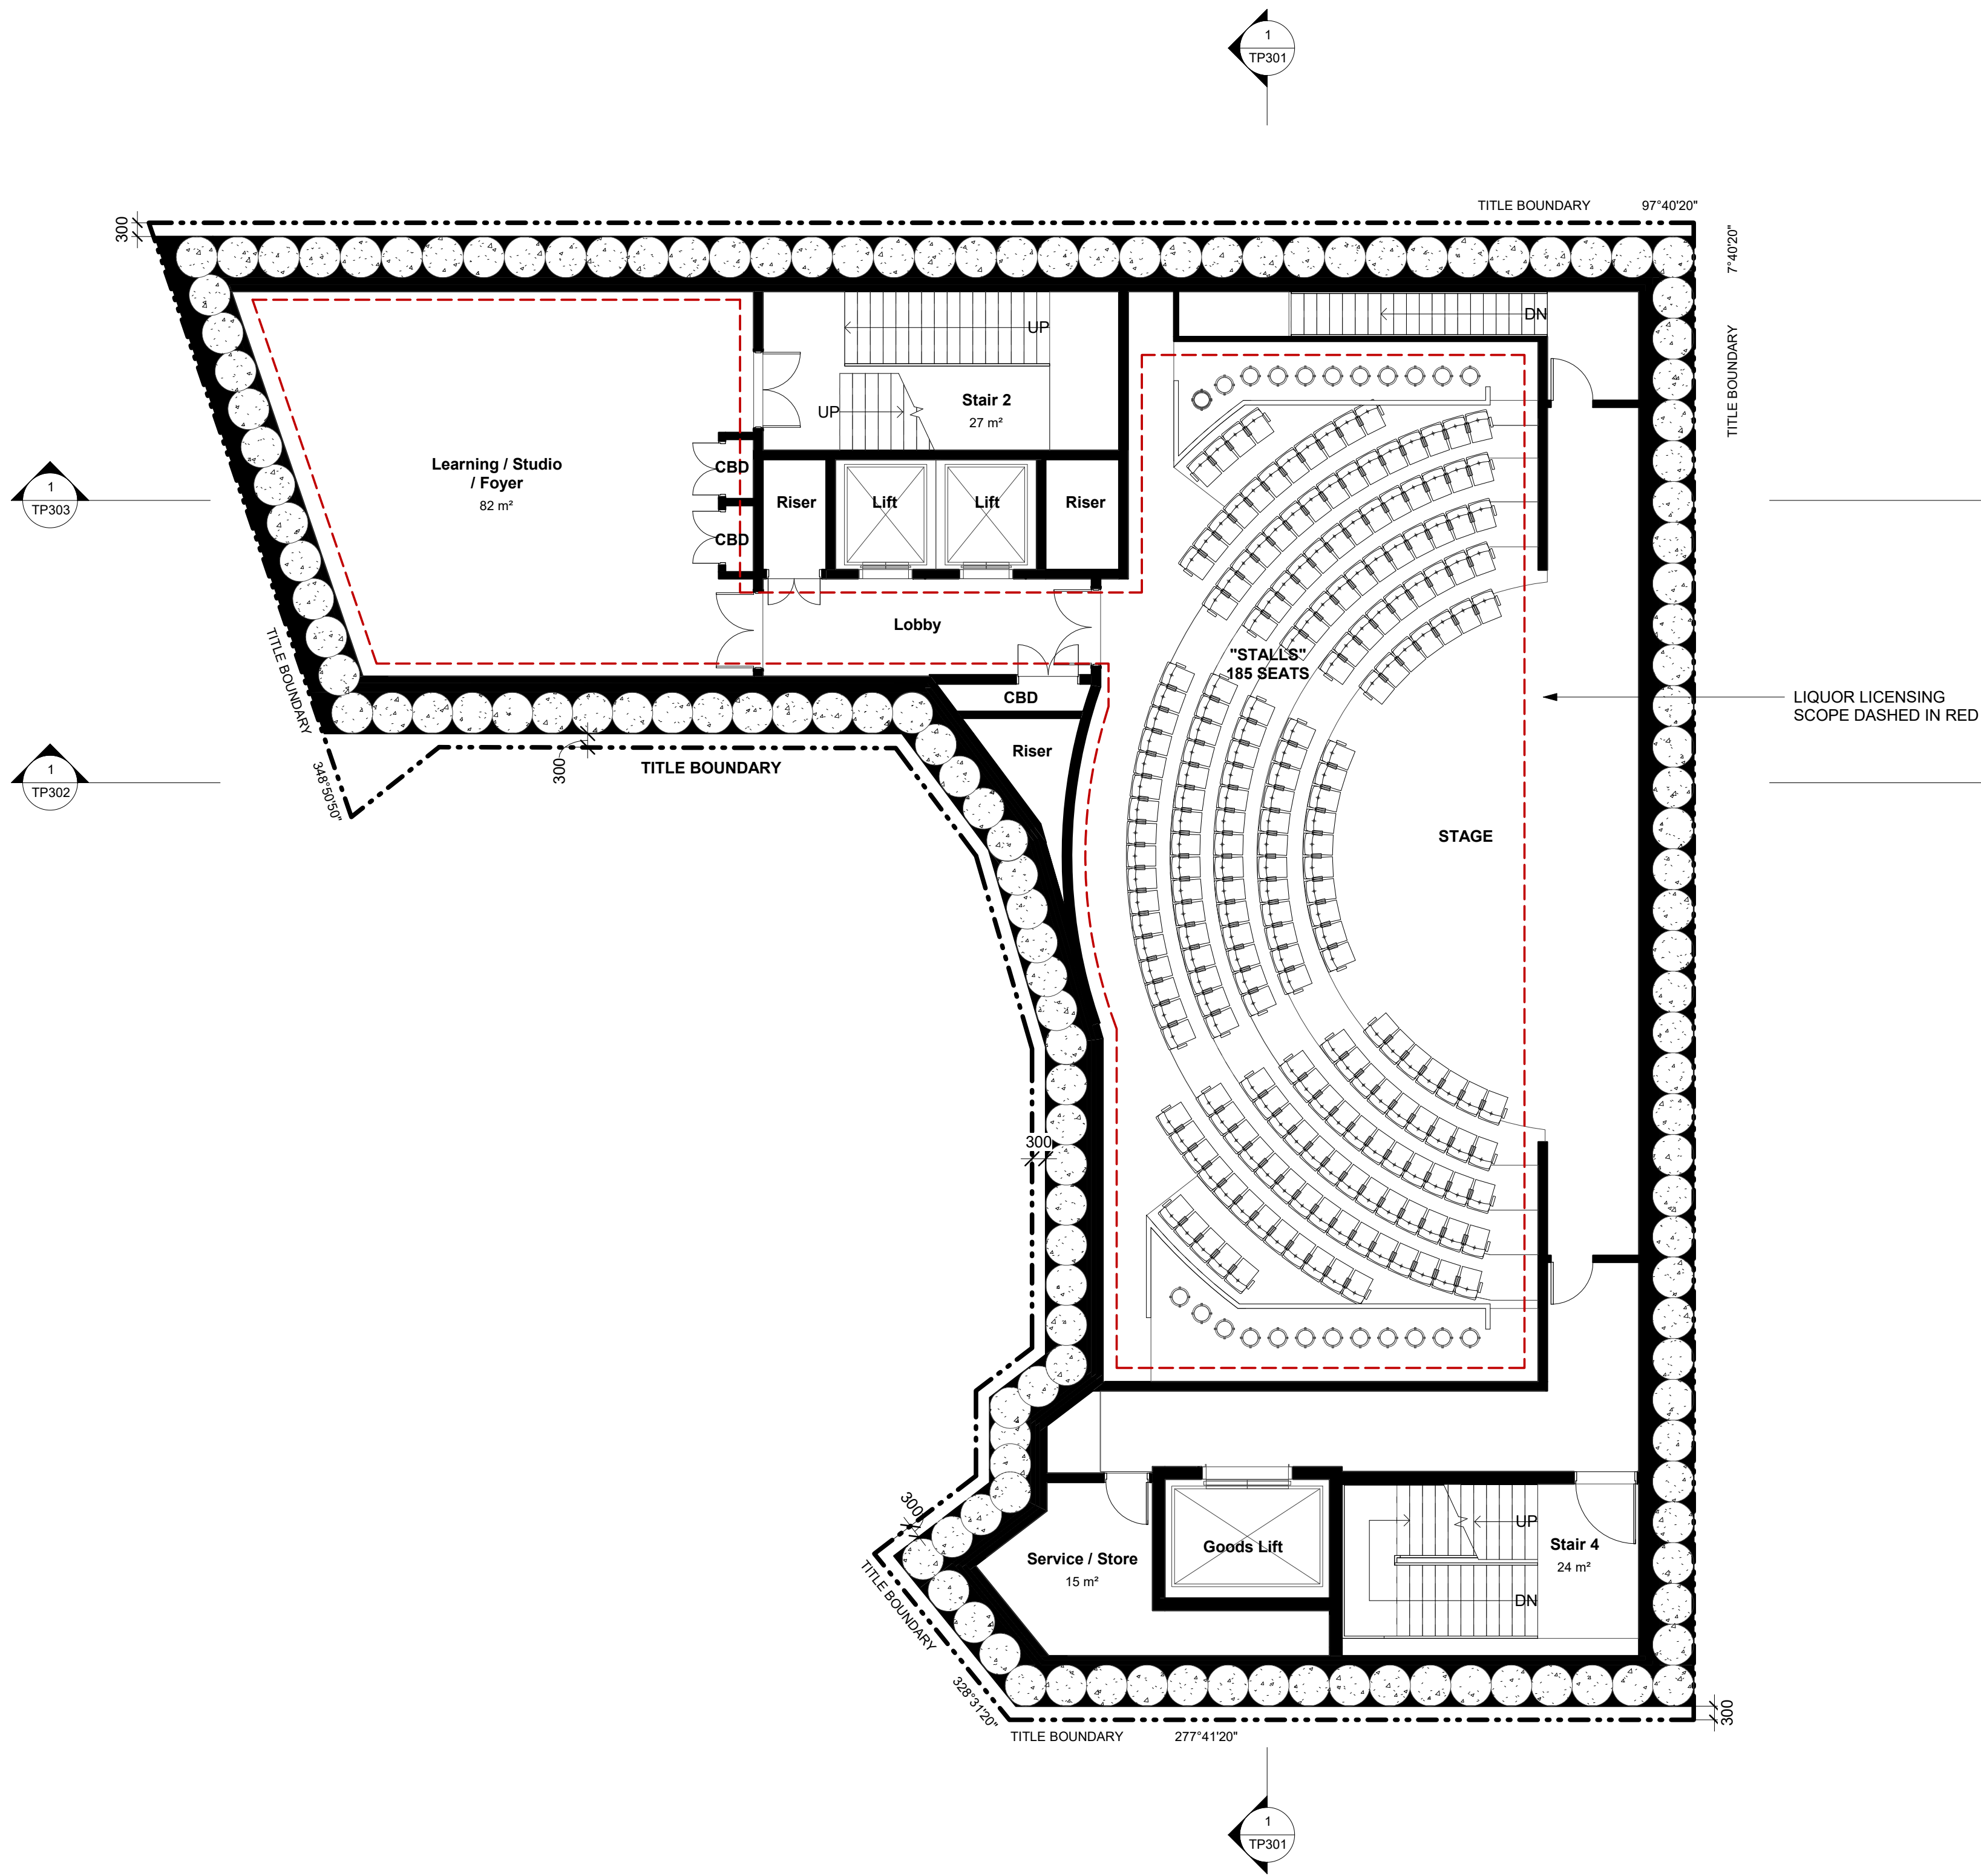 1
TP301
TITLE BOUNDARY 97°40'20"
300
7°40'20"
TITLE BOUNDARY
DN
UP
UP
Stair 2
27 m²
Learning / Studio
/ Foyer
82 m²
CBD
CBD
Riser
Lift
Lift
Riser
1
TP303
Lobby
"STALLS"
185 SEATS
TITLE BOUNDARY
348°50'50"
CBD
Riser
LIQUOR LICENSING
SCOPE DASHED IN RED
300
TITLE BOUNDARY
1
TP302
STAGE
300
300
UP
Goods Lift
Stair 4
24 m²
Service / Store
15 m²
DN
TITLE BOUNDARY
328°31'20"
300
TITLE BOUNDARY 277°41'20"
1
TP301